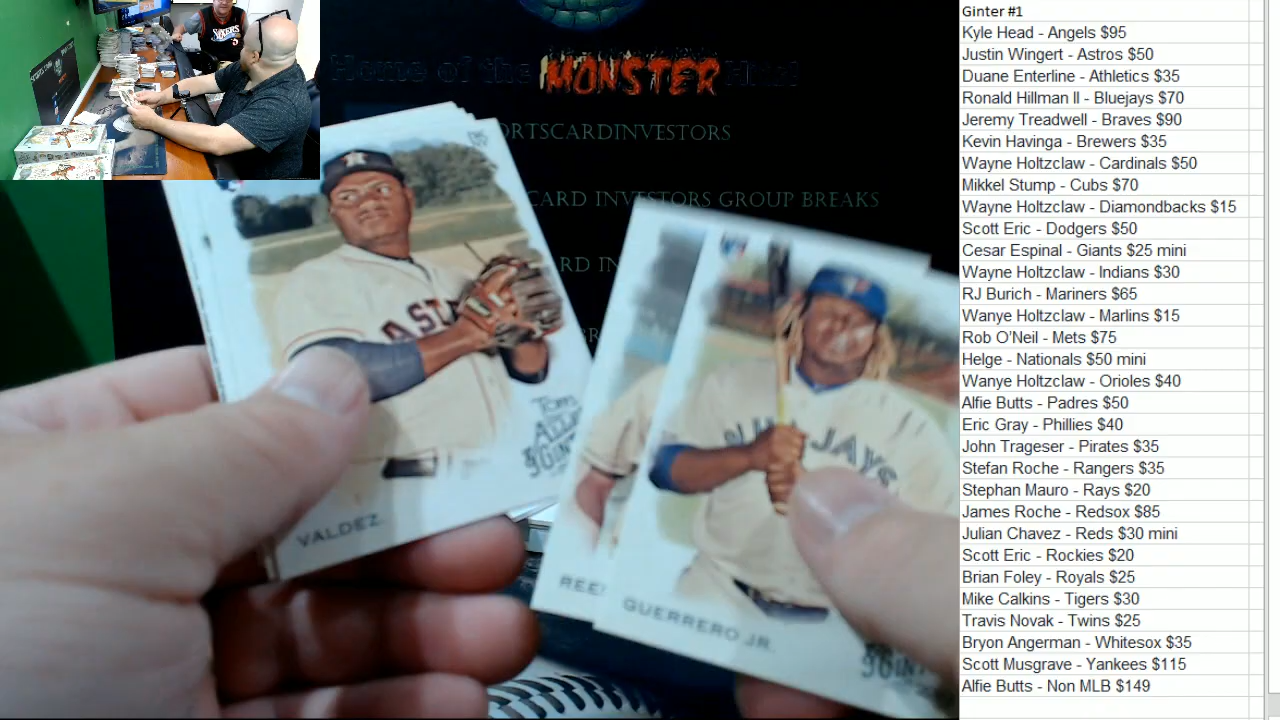 Home of the MONSTER
SPORTSCARDINVESTORS
CARD INVESTORS GROUP BREAKS
SIXERS
3
ASTR
VALDEZ
JAYS
REE
GUERRERO JR.
Ginter #1
Kyle Head - Angels $95
Justin Wingert - Astros $50
Duane Enterline - Athletics $35
Ronald Hillman ll - Bluejays $70
Jeremy Treadwell - Braves $90
Kevin Havinga - Brewers $35
Wayne Holtzclaw - Cardinals $50
Mikkel Stump - Cubs $70
Wayne Holtzclaw - Diamondbacks $15
Scott Eric - Dodgers $50
Cesar Espinal - Giants $25 mini
Wayne Holtzclaw - Indians $30
RJ Burich - Mariners $65
Wanye Holtzclaw - Marlins $15
Rob O'Neil - Mets $75
Helge - Nationals $50 mini
Wanye Holtzclaw - Orioles $40
Alfie Butts - Padres $50
Eric Gray - Phillies $40
John Trageser - Pirates $35
Stefan Roche - Rangers $35
Stephan Mauro - Rays $20
James Roche - Redsox $85
Julian Chavez - Reds $30 mini
Scott Eric - Rockies $20
Brian Foley - Royals $25
Mike Calkins - Tigers $30
Travis Novak - Twins $25
Bryon Angerman - Whitesox $35
Scott Musgrave - Yankees $115
Alfie Butts - Non MLB $149